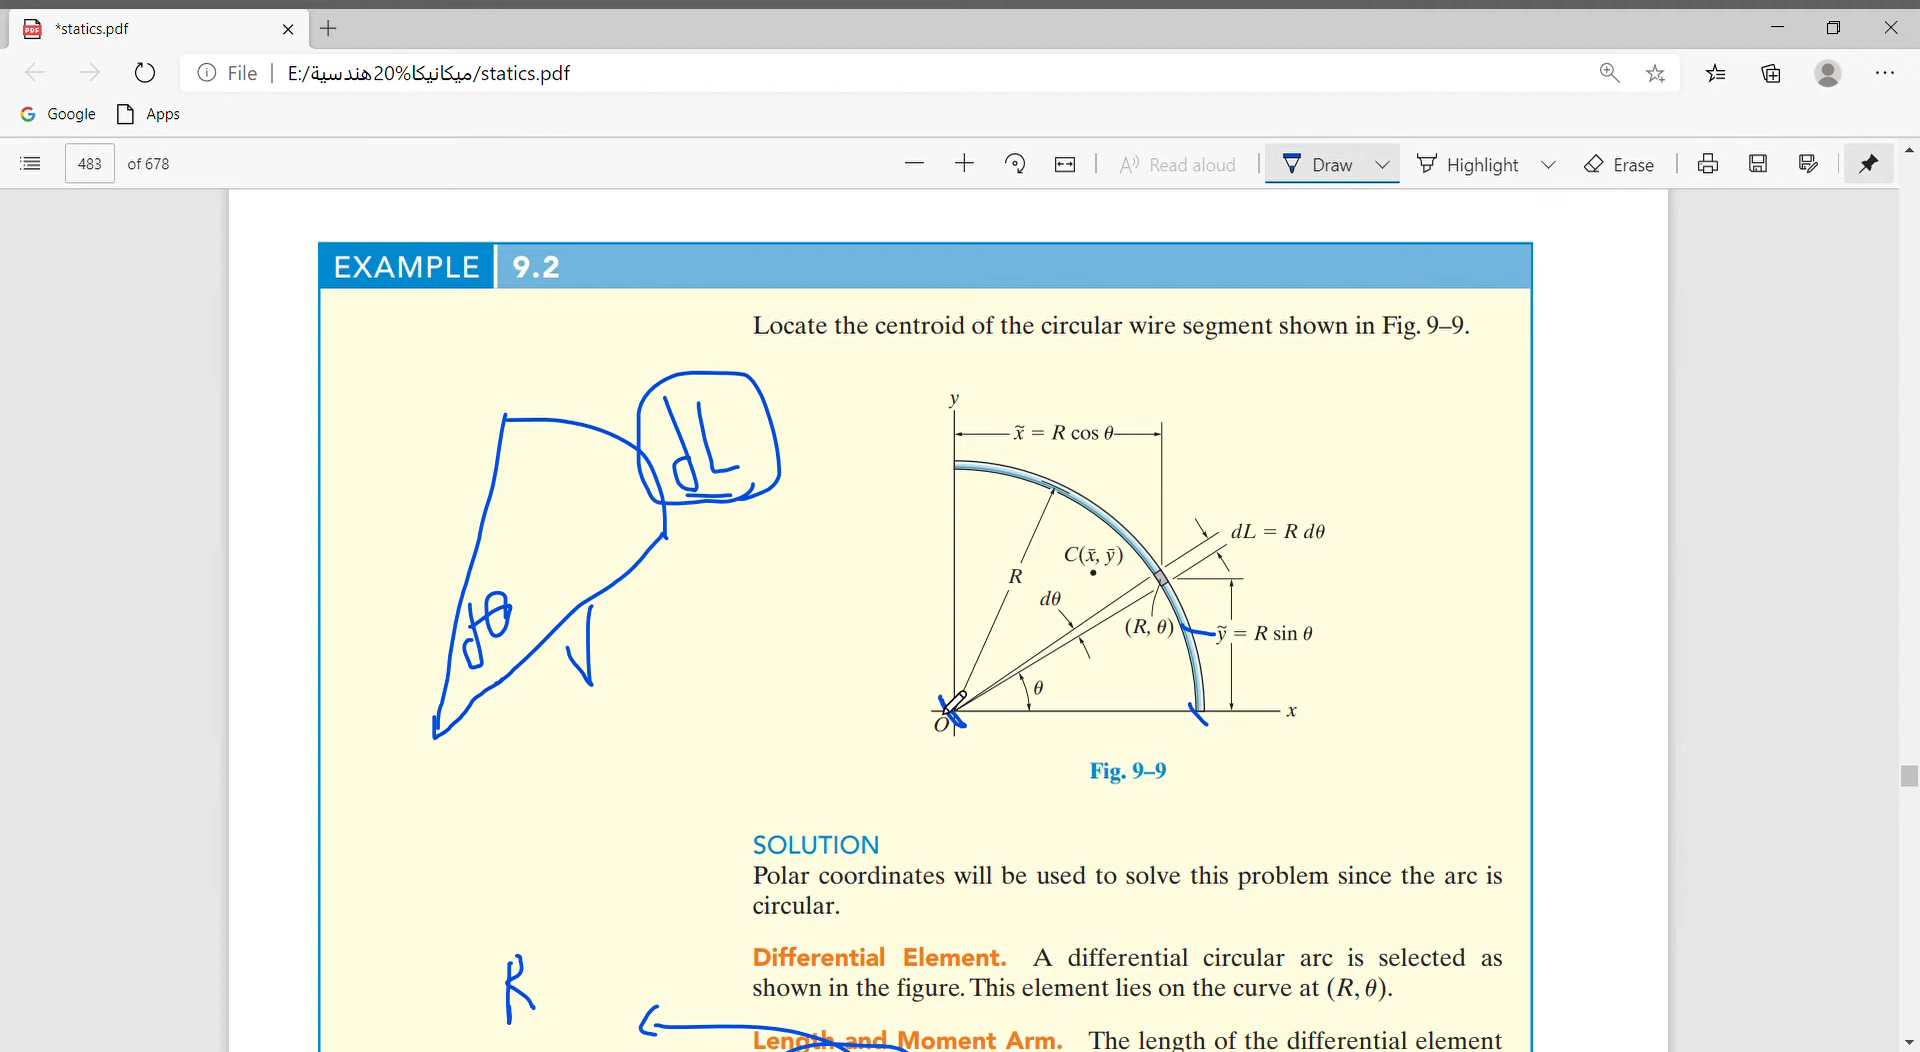 *statics.pdf
File | E:/ميكانيكا%20هندسية/statics.pdf
Google Apps
483 of 678 Read aloud Draw Highlight Erase
EXAMPLE 9.2
Locate the centroid of the circular wire segment shown in Fig. 9–9.
dL
dθ
y
x̃ = R cos θ
dL = R dθ
C(x̄, ȳ)
R
dθ
(R, θ)
ỹ = R sin θ
θ
O
x
Fig. 9–9
SOLUTION
Polar coordinates will be used to solve this problem since the arc is
circular.
Differential Element. A differential circular arc is selected as
shown in the figure. This element lies on the curve at (R, θ).
R
Length and Moment Arm. The length of the differential element